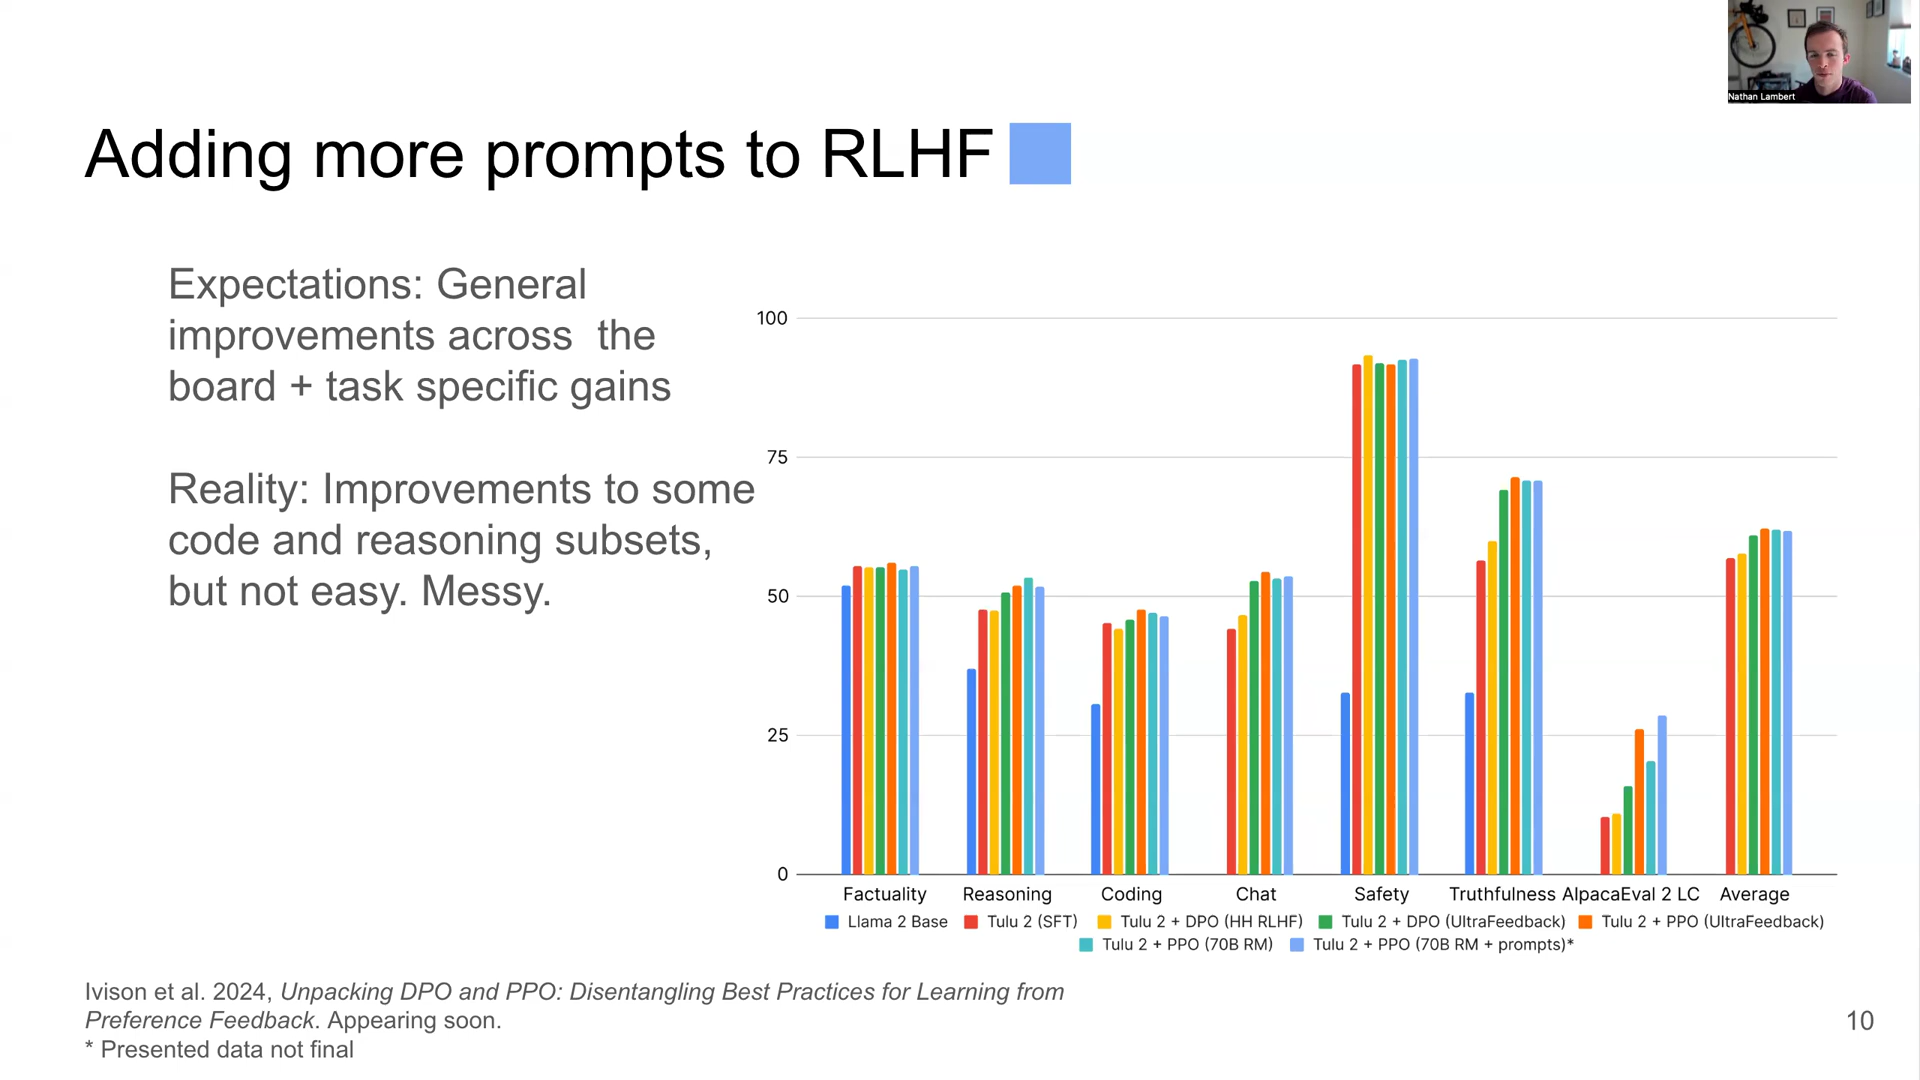 Nathan Lambert
Adding more prompts to RLHF
Expectations: General
improvements across the
board + task specific gains
Reality: Improvements to some
code and reasoning subsets,
but not easy. Messy.
100
75
50
25
0
Factuality Reasoning Coding Chat Safety Truthfulness AlpacaEval 2 LC Average
Llama 2 Base Tulu 2 (SFT) Tulu 2 + DPO (HH RLHF) Tulu 2 + DPO (UltraFeedback) Tulu 2 + PPO (UltraFeedback)
Tulu 2 + PPO (70B RM) Tulu 2 + PPO (70B RM + prompts)*
Ivison et al. 2024, Unpacking DPO and PPO: Disentangling Best Practices for Learning from
Preference Feedback. Appearing soon.
* Presented data not final
10